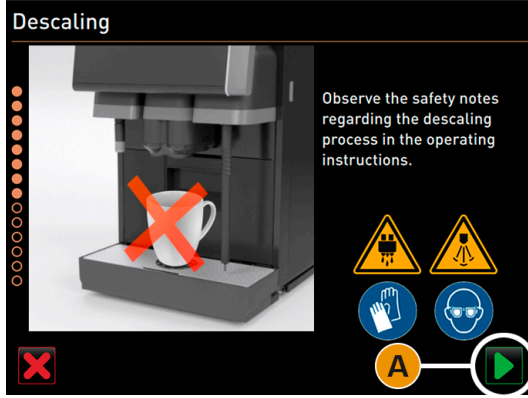 Descaling
Observe the safety notes
regarding the descaling
process in the operating
instructions.
A